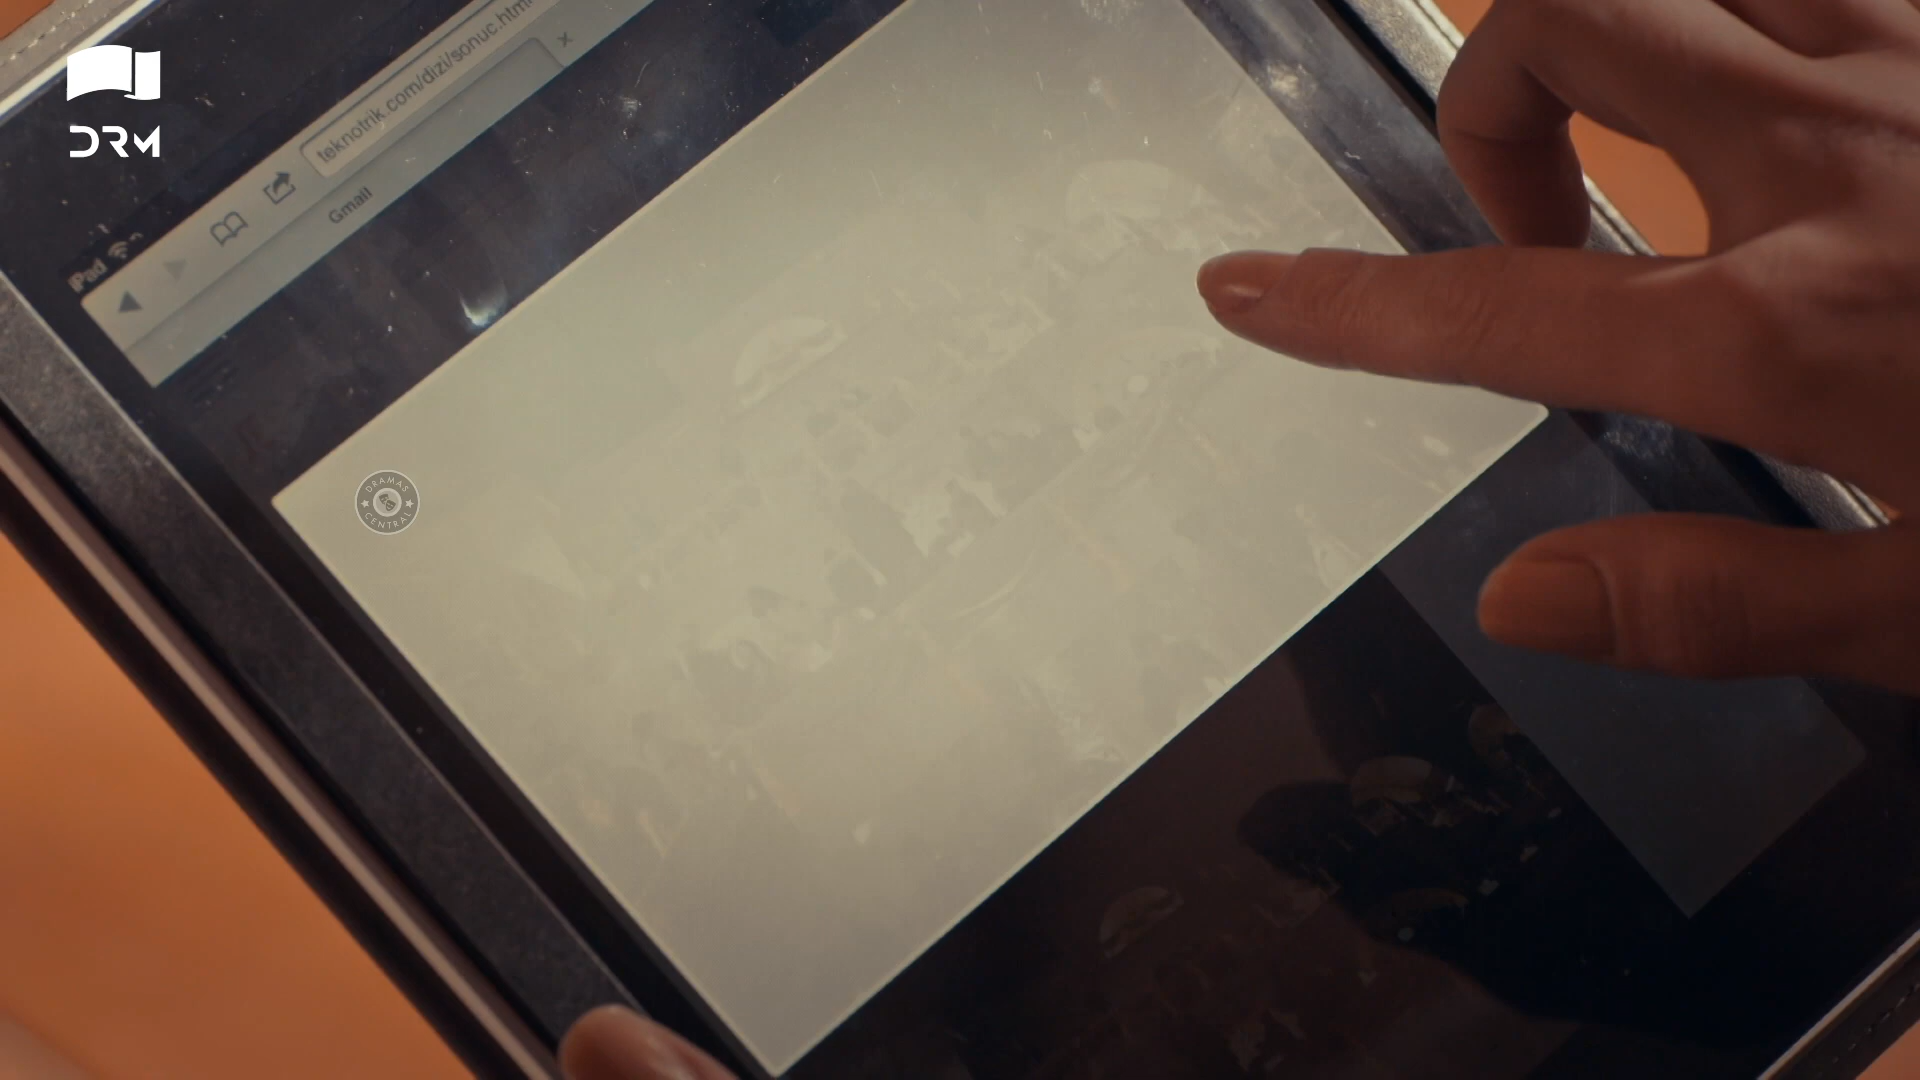 DRM
iPad
teknotrik.com/dizi/sonuc.htm
Gmail
DRAMAS
CENTRAL